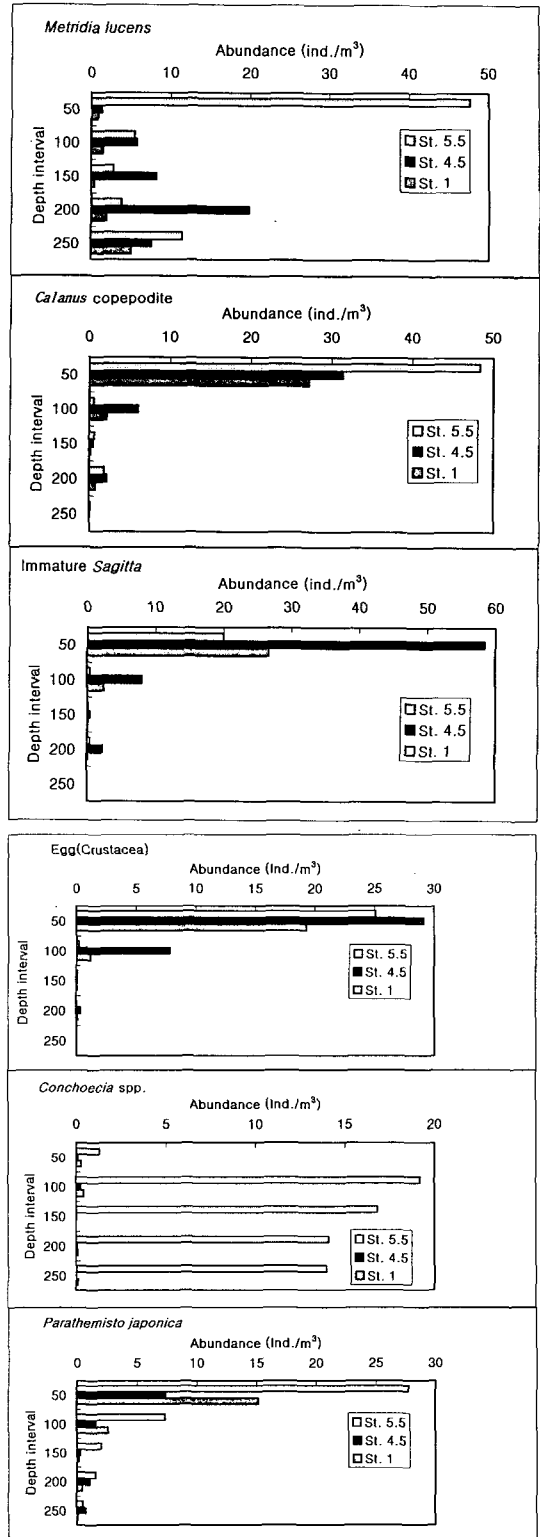 Metridia lucens
Abundance (ind./m³)
0 10 20 30 40 50
Depth interval
50
100
150
200
250
St. 5.5
St. 4.5
St. 1
Calanus copepodite
Abundance (ind./m³)
0 10 20 30 40 50
Depth interval
50
100
150
200
250
St. 5.5
St. 4.5
St. 1
Immature Sagitta
Abundance (ind./m³)
0 10 20 30 40 50 60
Depth interval
50
100
150
200
250
St. 5.5
St. 4.5
St. 1
Egg(Crustacea)
Abundance (Ind./m³)
0 5 10 15 20 25 30
Depth interval
50
100
150
200
250
St. 5.5
St. 4.5
St. 1
Conchoecia spp.
Abundance (Ind./m³)
0 5 10 15 20
Depth interval
50
100
150
200
250
St. 5.5
St. 4.5
St. 1
Parathemisto japonica
Abundance (Ind./m³)
0 5 10 15 20 25 30
Depth interval
50
100
150
200
250
St. 5.5
St. 4.5
St. 1